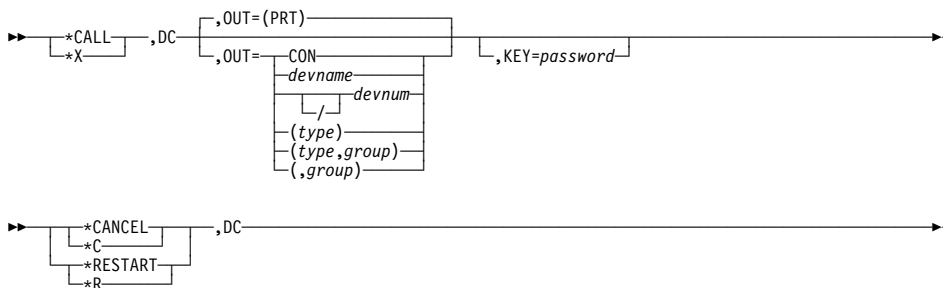 ,OUT=(PRT)
*CALL ,DC ,OUT= CON ,KEY=password
*X devname
/ devnum
(type)
(type,group)
(,group)
*CANCEL ,DC
*C
*RESTART
*R